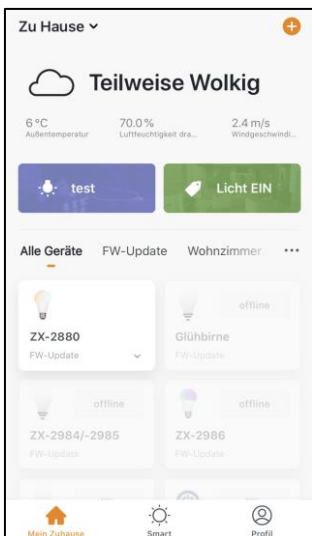 Zu Hause
Teilweise Wolkig
6 °C 70.0 % 2.4 m/s
Außentemperatur Luftfeuchtigkeit dra... Windgeschwindi...
test Licht EIN
Alle Geräte FW-Update Wohnzimmer ...
offline
ZX-2880 Glühbirne
FW-Update FW-Update
offline offline
ZX-2984/-2985 ZX-2986
FW-Update FW-Update
Mein Zuhause Smart Profil